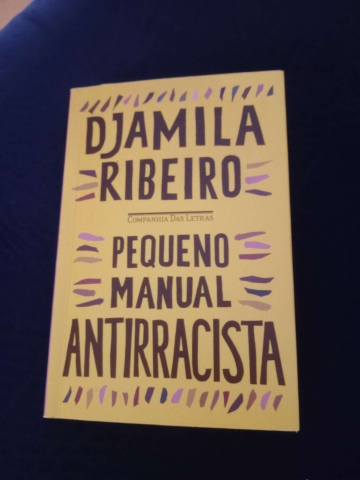 DJAMILA
RIBEIRO
COMPANHIA DAS LETRAS
PEQUENO
MANUAL
ANTIRRACISTA